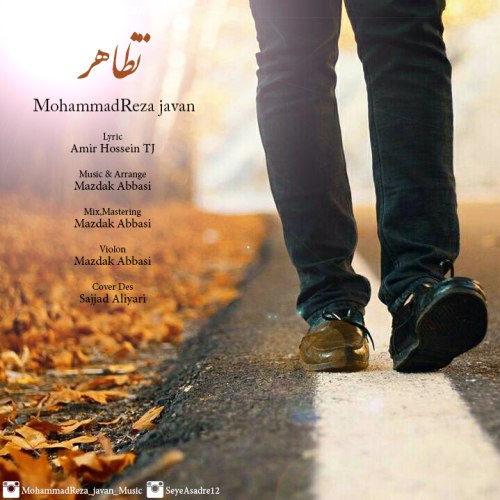 تظاهر
MohammadReza javan
Lyric
Amir Hossein TJ
Music & Arrange
Mazdak Abbasi
Mix,Mastering
Mazdak Abbasi
Violon
Mazdak Abbasi
Cover Des
Sajjad Aliyari
MohammadReza_javan_Music SeyeAsadre12